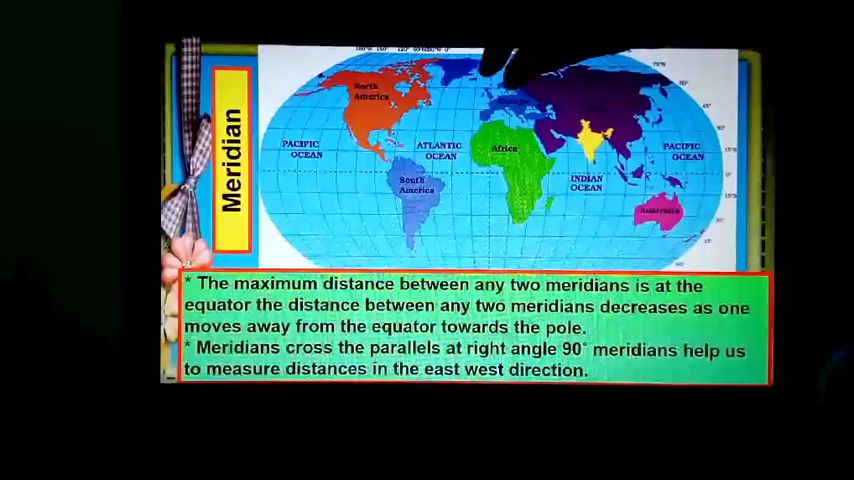 Meridian
North
America
Europe
PACIFIC
OCEAN
ATLANTIC
OCEAN
Africa
PACIFIC
OCEAN
South
America
INDIAN
OCEAN
Australia
0°
* The maximum distance between any two meridians is at the
equator the distance between any two meridians decreases as one
moves away from the equator towards the pole.
* Meridians cross the parallels at right angle 90° meridians help us
to measure distances in the east west direction.